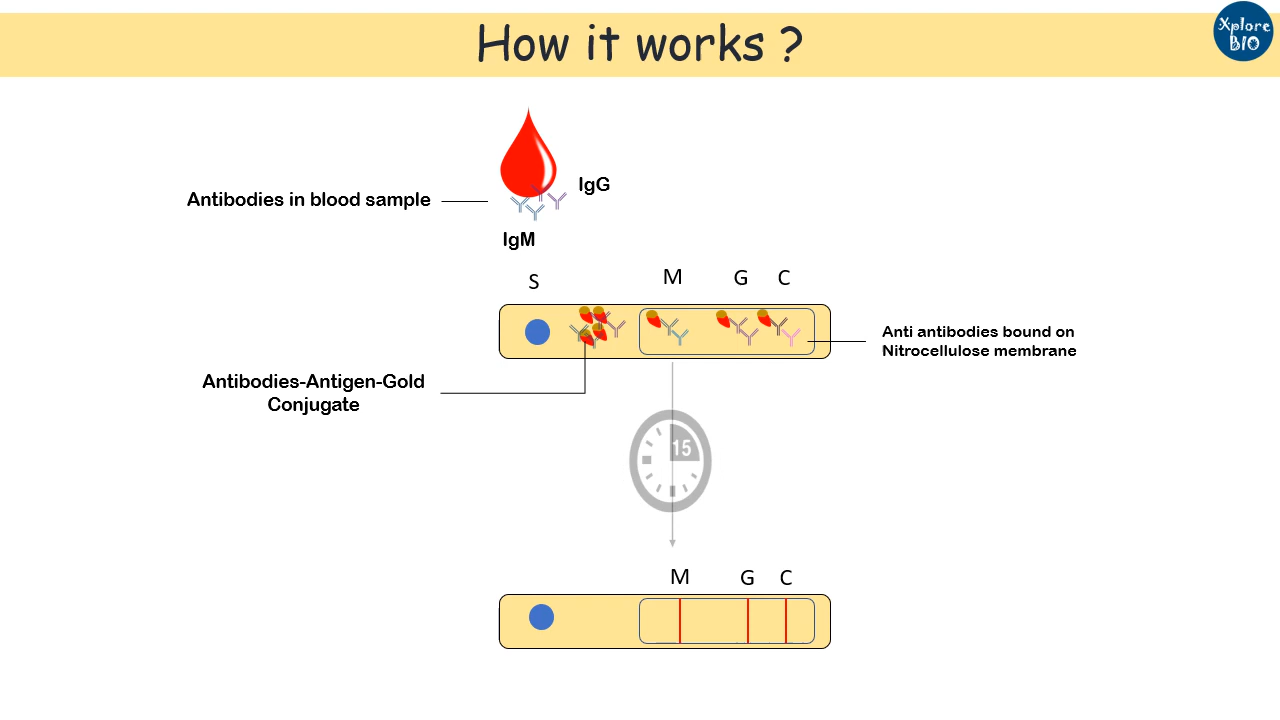 How it works ?
Xplore
BIO
IgG
Antibodies in blood sample
IgM
S
M
G
C
Anti antibodies bound on
Nitrocellulose membrane
Antibodies-Antigen-Gold
Conjugate
15
M
G
C